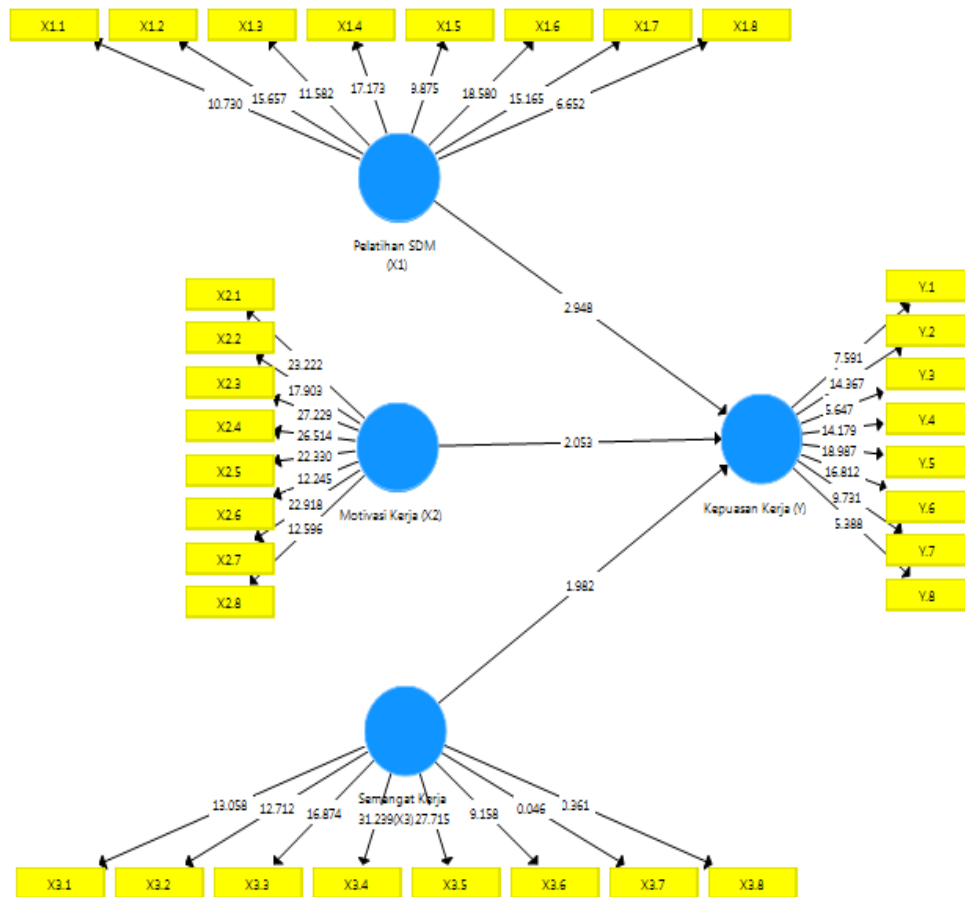 X1.1 X1.2 X1.3 X1.4 X1.5 X1.6 X1.7 X1.8
10.730 15.657 11.582 17.173 9.875 18.580 15.165 6.652
Pelatihan SDM
(X1)
2.948
X2.1
X2.2
X2.3
X2.4
X2.5
X2.6
X2.7
X2.8
23.222
17.903
27.229
26.514
22.330
12.245
22.918
12.596
Motivasi Kerja (X2)
2.053
Y.1
Y.2
Y.3
Y.4
Y.5
Y.6
Y.7
Y.8
7.591
14.367
5.647
14.179
18.987
16.812
9.731
5.388
Kepuasan Kerja (Y)
1.982
Semangat Kerja
(X3)
13.058 12.712 16.874 31.239 27.715 9.158 0.046 0.361
X3.1 X3.2 X3.3 X3.4 X3.5 X3.6 X3.7 X3.8